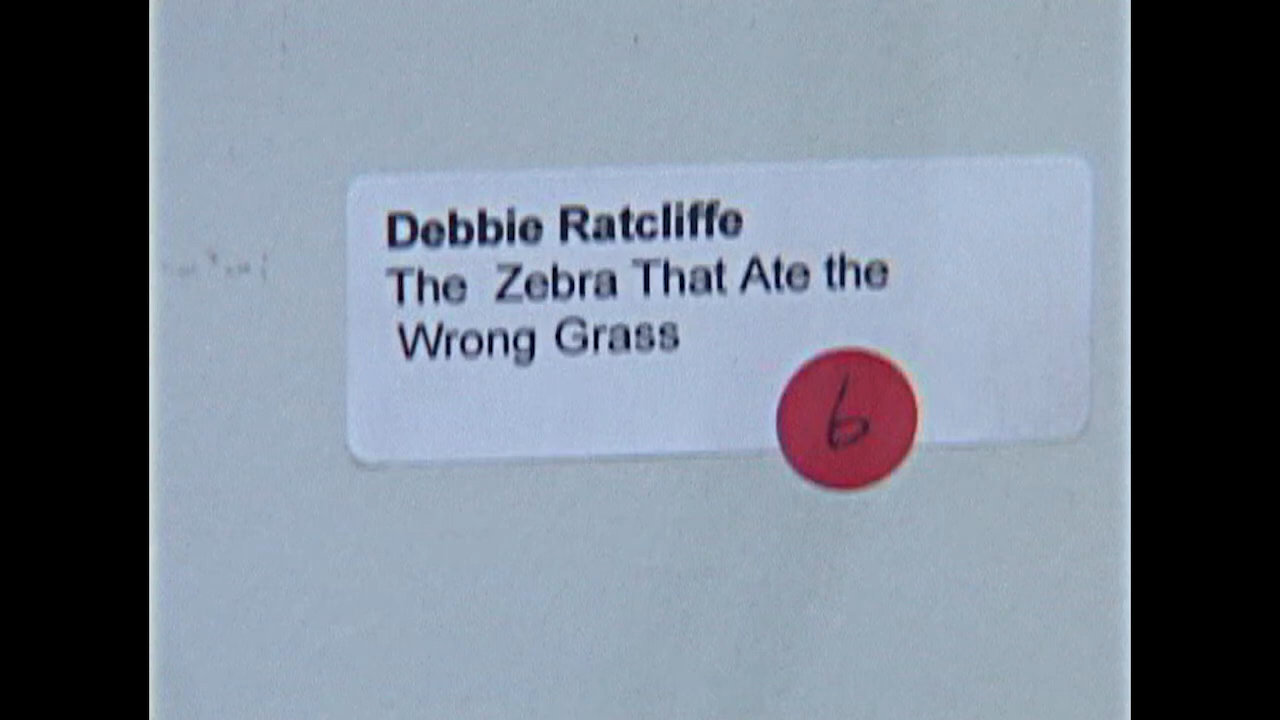 Debbie Ratcliffe
The Zebra That Ate the
Wrong Grass
6